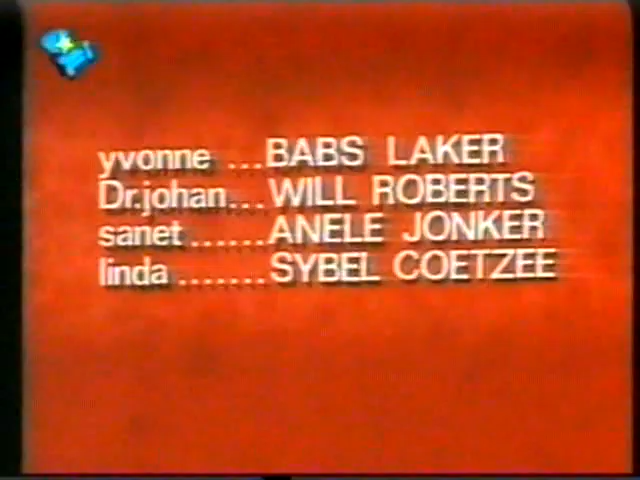 yvonne ...BABS LAKER
Dr.johan...WILL ROBERTS
sanet ......ANELE JONKER
linda .......SYBEL COETZEE